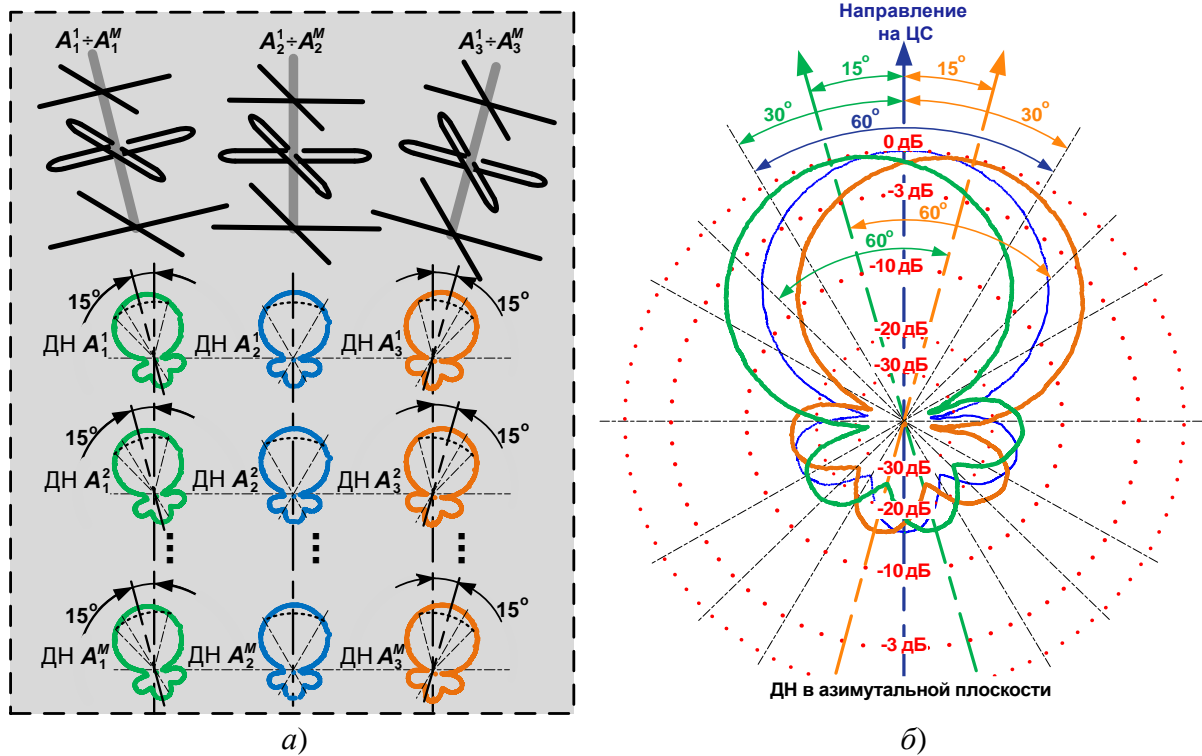 A₁¹÷A₁ᴹ A₂¹÷A₂ᴹ A₃¹÷A₃ᴹ
15° 15°
ДН A₁¹ ДН A₂¹ ДН A₃¹
15° 15°
ДН A₁² ДН A₂² ДН A₃²
⋮ ⋮ ⋮
15° 15°
ДН A₁ᴹ ДН A₂ᴹ ДН A₃ᴹ
а)
Направление
на ЦС
15° 15°
30° 30°
60°
0 дБ
-3 дБ
60°
60°
-10 дБ
-20 дБ
-30 дБ
-30 дБ
-20 дБ
-10 дБ
-3 дБ
ДН в азимутальной плоскости
б)